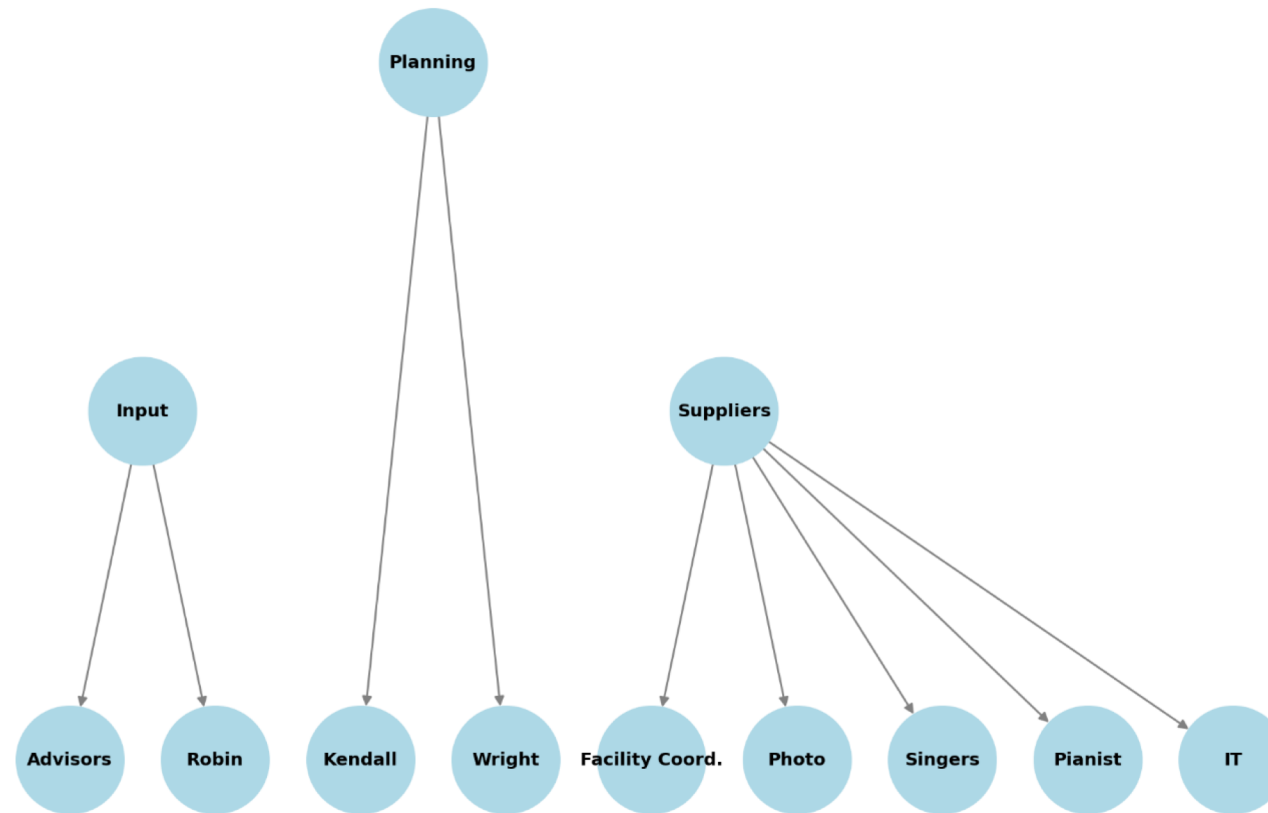 Planning
Input
Suppliers
Advisors
Robin
Kendall
Wright
Facility Coord.
Photo
Singers
Pianist
IT